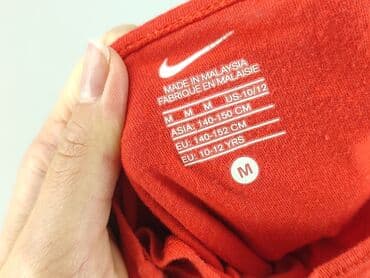 MADE IN MALAYSIA
FABRIQUE EN MALAISIE
M M M US-10/12
ASIA: 140-150 CM
EU: 140-152 CM
EU: 10-12 YRS
M